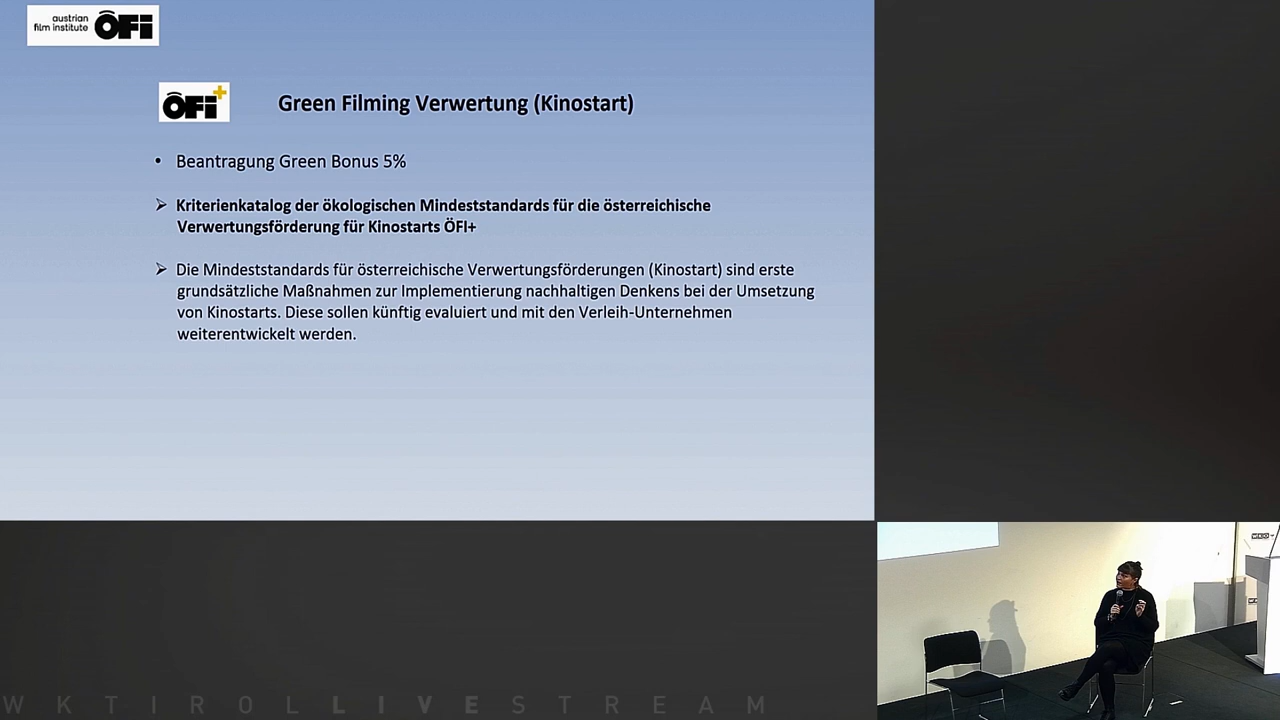 austrian
film institute ÖFi
ÖFi+ Green Filming Verwertung (Kinostart)
• Beantragung Green Bonus 5%
➢ Kriterienkatalog der ökologischen Mindeststandards für die österreichische
Verwertungsförderung für Kinostarts ÖFI+
➢ Die Mindeststandards für österreichische Verwertungsförderungen (Kinostart) sind erste
grundsätzliche Maßnahmen zur Implementierung nachhaltigen Denkens bei der Umsetzung
von Kinostarts. Diese sollen künftig evaluiert und mit den Verleih-Unternehmen
weiterentwickelt werden.
WKTIROLLIVESTREAM